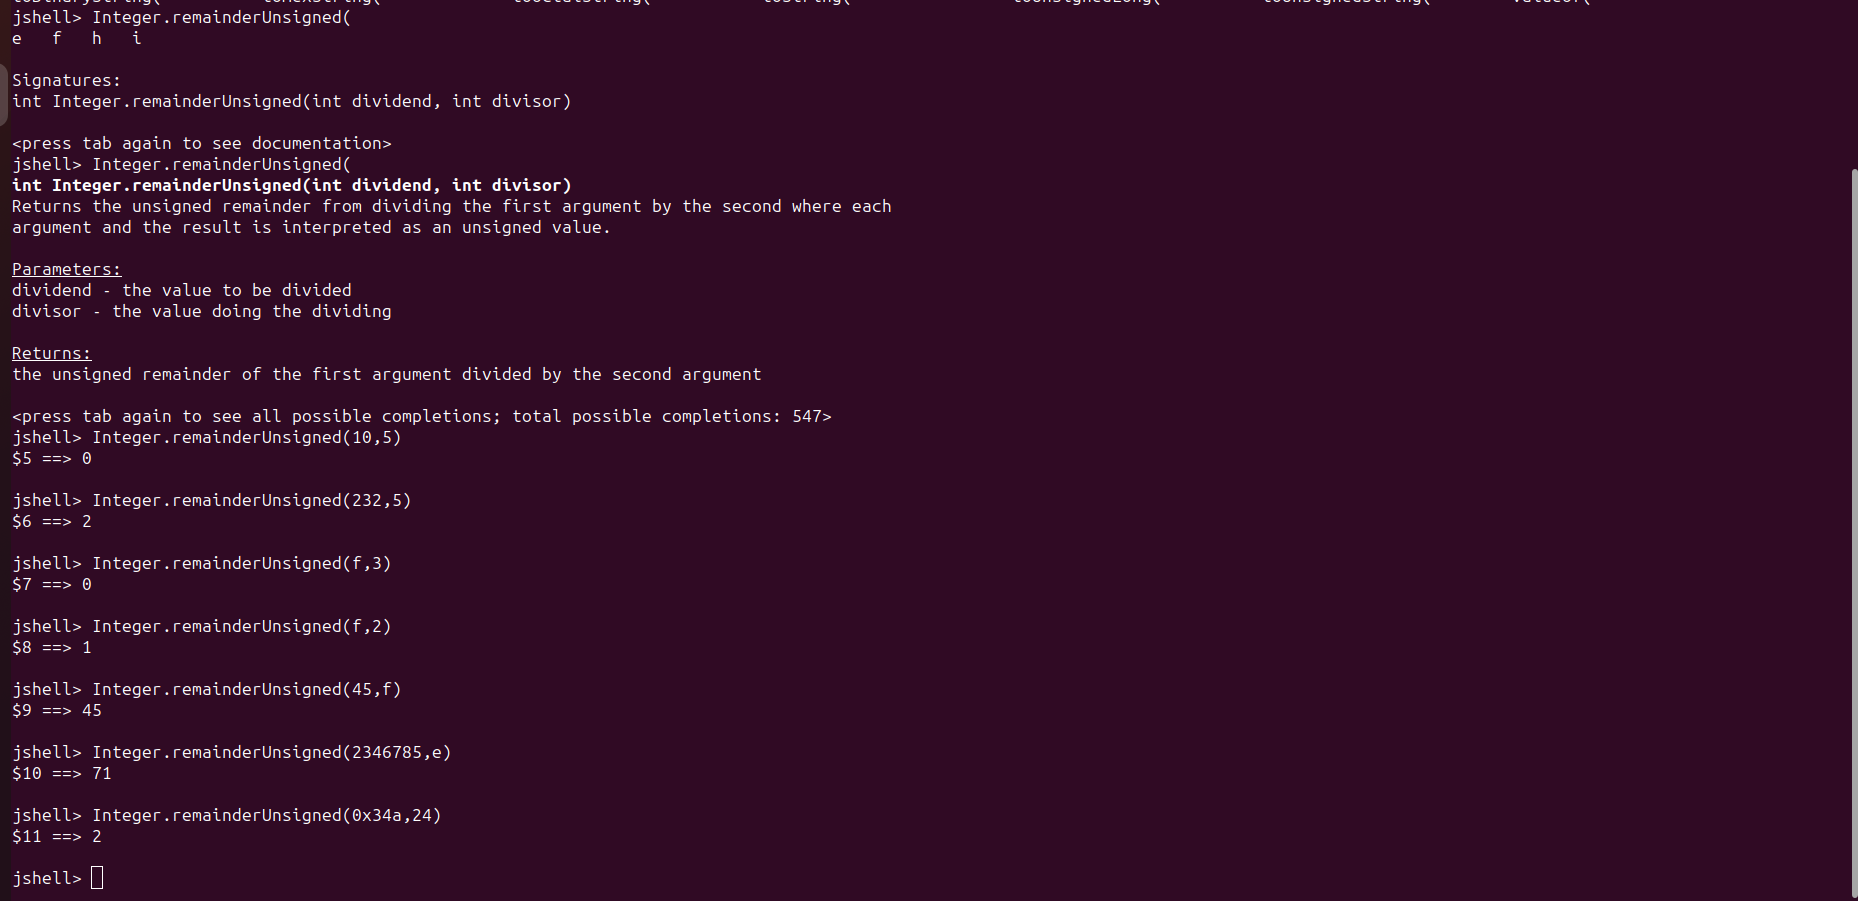 jshell> Integer.remainderUnsigned(
e   f   h   i

Signatures:
int Integer.remainderUnsigned(int dividend, int divisor)

<press tab again to see documentation>
jshell> Integer.remainderUnsigned(
int Integer.remainderUnsigned(int dividend, int divisor)
Returns the unsigned remainder from dividing the first argument by the second where each
argument and the result is interpreted as an unsigned value.

Parameters:
dividend - the value to be divided
divisor - the value doing the dividing

Returns:
the unsigned remainder of the first argument divided by the second argument

<press tab again to see all possible completions; total possible completions: 547>
jshell> Integer.remainderUnsigned(10,5)
$5 ==> 0

jshell> Integer.remainderUnsigned(232,5)
$6 ==> 2

jshell> Integer.remainderUnsigned(f,3)
$7 ==> 0

jshell> Integer.remainderUnsigned(f,2)
$8 ==> 1

jshell> Integer.remainderUnsigned(45,f)
$9 ==> 45

jshell> Integer.remainderUnsigned(2346785,e)
$10 ==> 71

jshell> Integer.remainderUnsigned(0x34a,24)
$11 ==> 2

jshell>